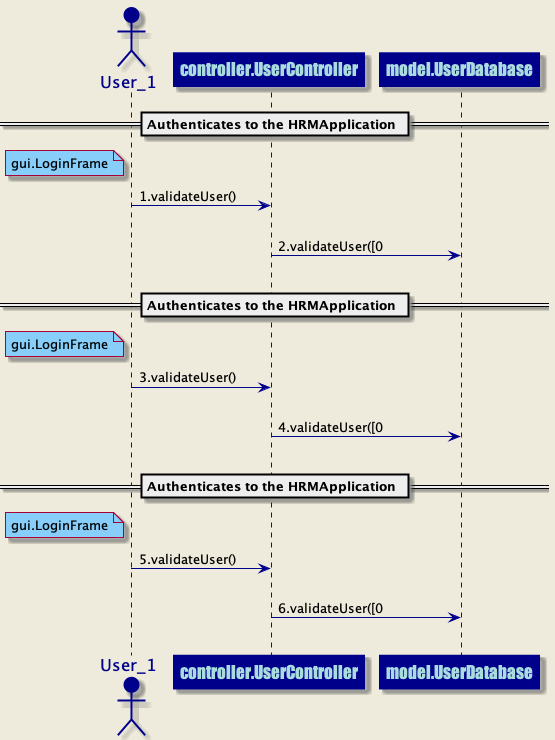 User_1
controller.UserController
model.UserDatabase
Authenticates to the HRMApplication
gui.LoginFrame
1.validateUser()
2.validateUser([0
Authenticates to the HRMApplication
gui.LoginFrame
3.validateUser()
4.validateUser([0
Authenticates to the HRMApplication
gui.LoginFrame
5.validateUser()
6.validateUser([0
User_1
controller.UserController
model.UserDatabase